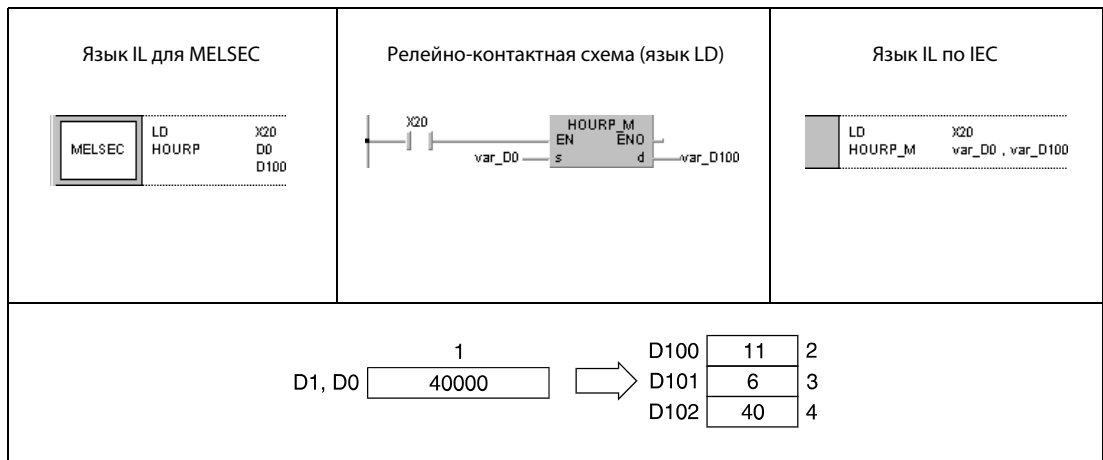 Язык IL для MELSEC
MELSEC
LD X20
HOURP D0
D100
Релейно-контактная схема (язык LD)
X20
HOURP_M
EN ENO
var_D0 s d var_D100
Язык IL по IEC
LD X20
HOURP_M var_D0 , var_D100
1
D1, D0 40000
D100 11 2
D101 6 3
D102 40 4